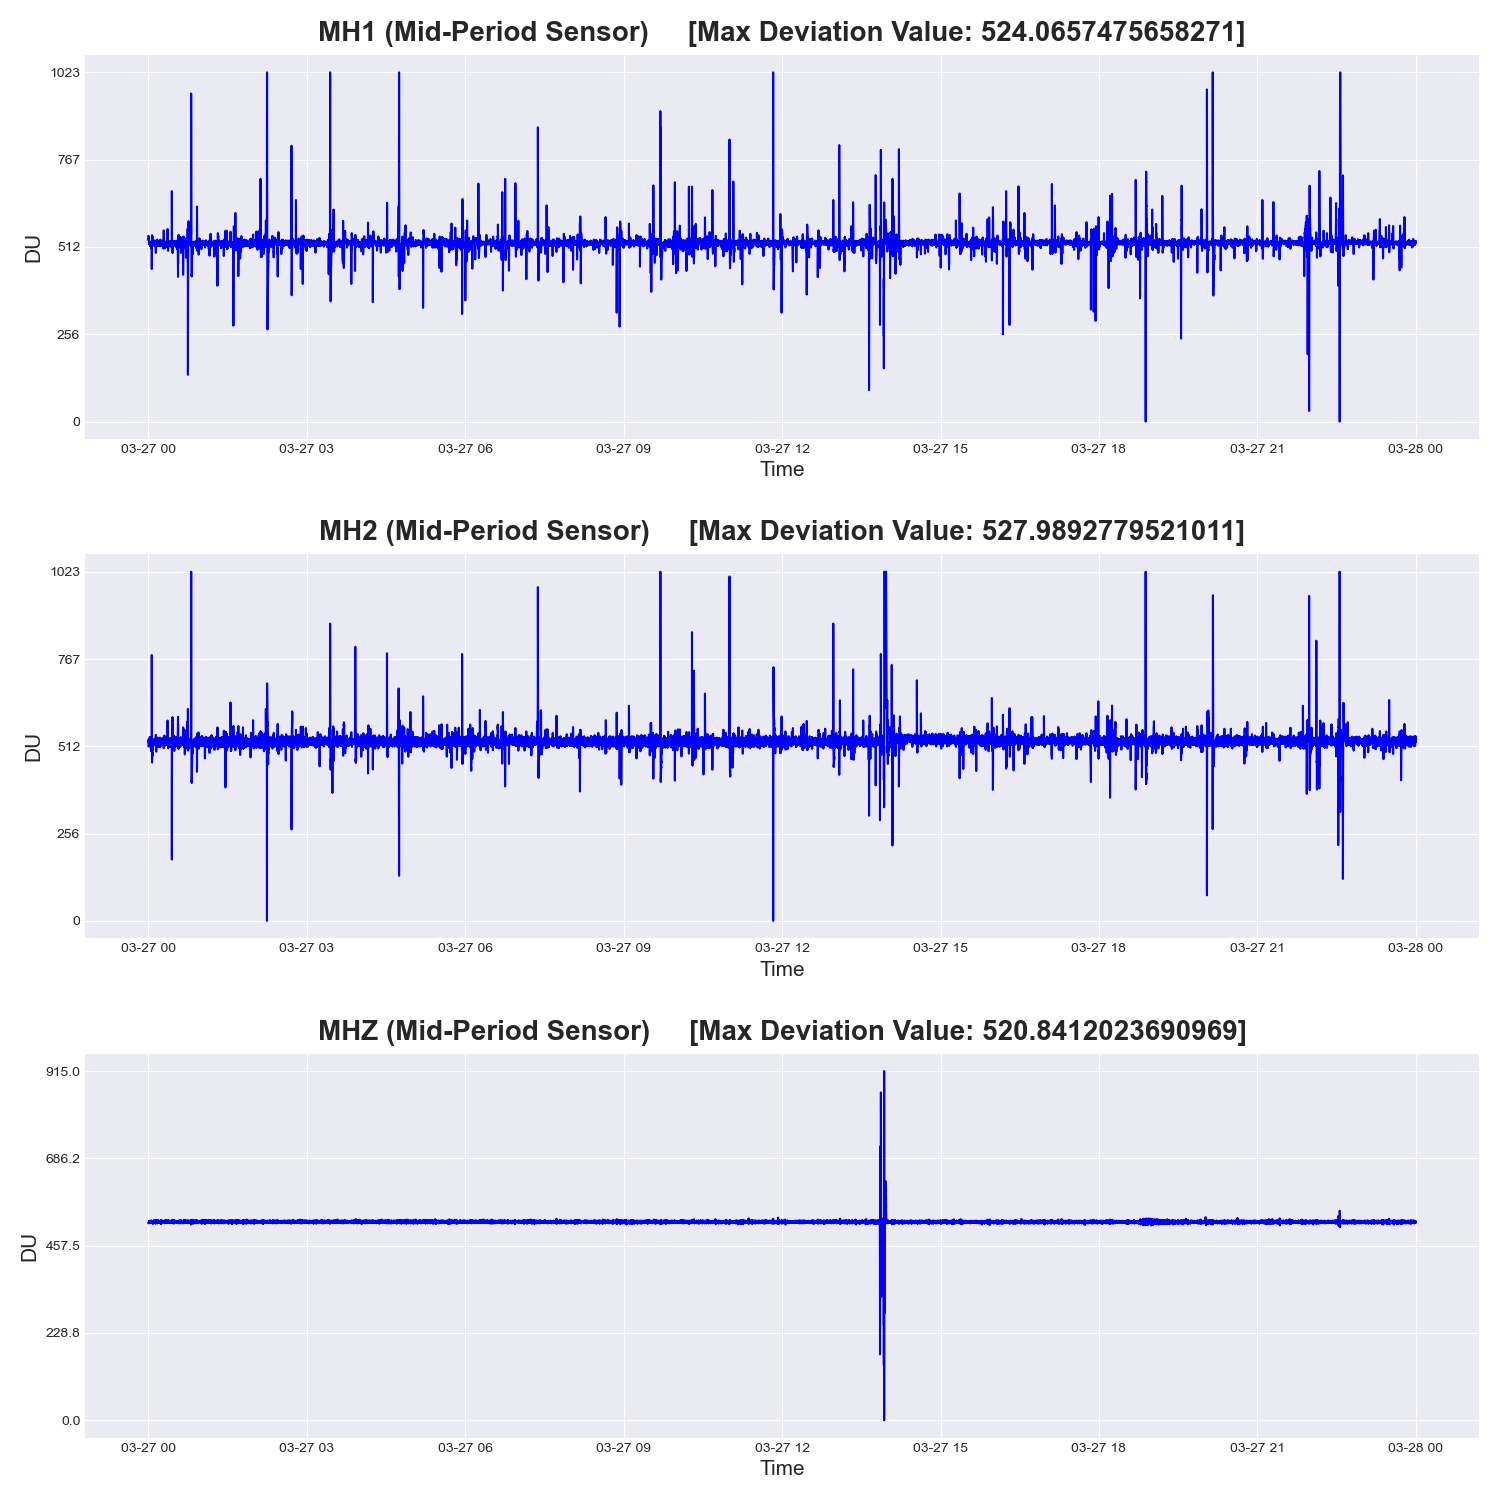 MH1 (Mid-Period Sensor) [Max Deviation Value: 524.0657475658271]
1023
767
512
256
0
DU
03-27 00 03-27 03 03-27 06 03-27 09 03-27 12 03-27 15 03-27 18 03-27 21 03-28 00
Time
MH2 (Mid-Period Sensor) [Max Deviation Value: 527.9892779521011]
1023
767
512
256
0
DU
03-27 00 03-27 03 03-27 06 03-27 09 03-27 12 03-27 15 03-27 18 03-27 21 03-28 00
Time
MHZ (Mid-Period Sensor) [Max Deviation Value: 520.8412023690969]
915.0
686.2
457.5
228.8
0.0
DU
03-27 00 03-27 03 03-27 06 03-27 09 03-27 12 03-27 15 03-27 18 03-27 21 03-28 00
Time